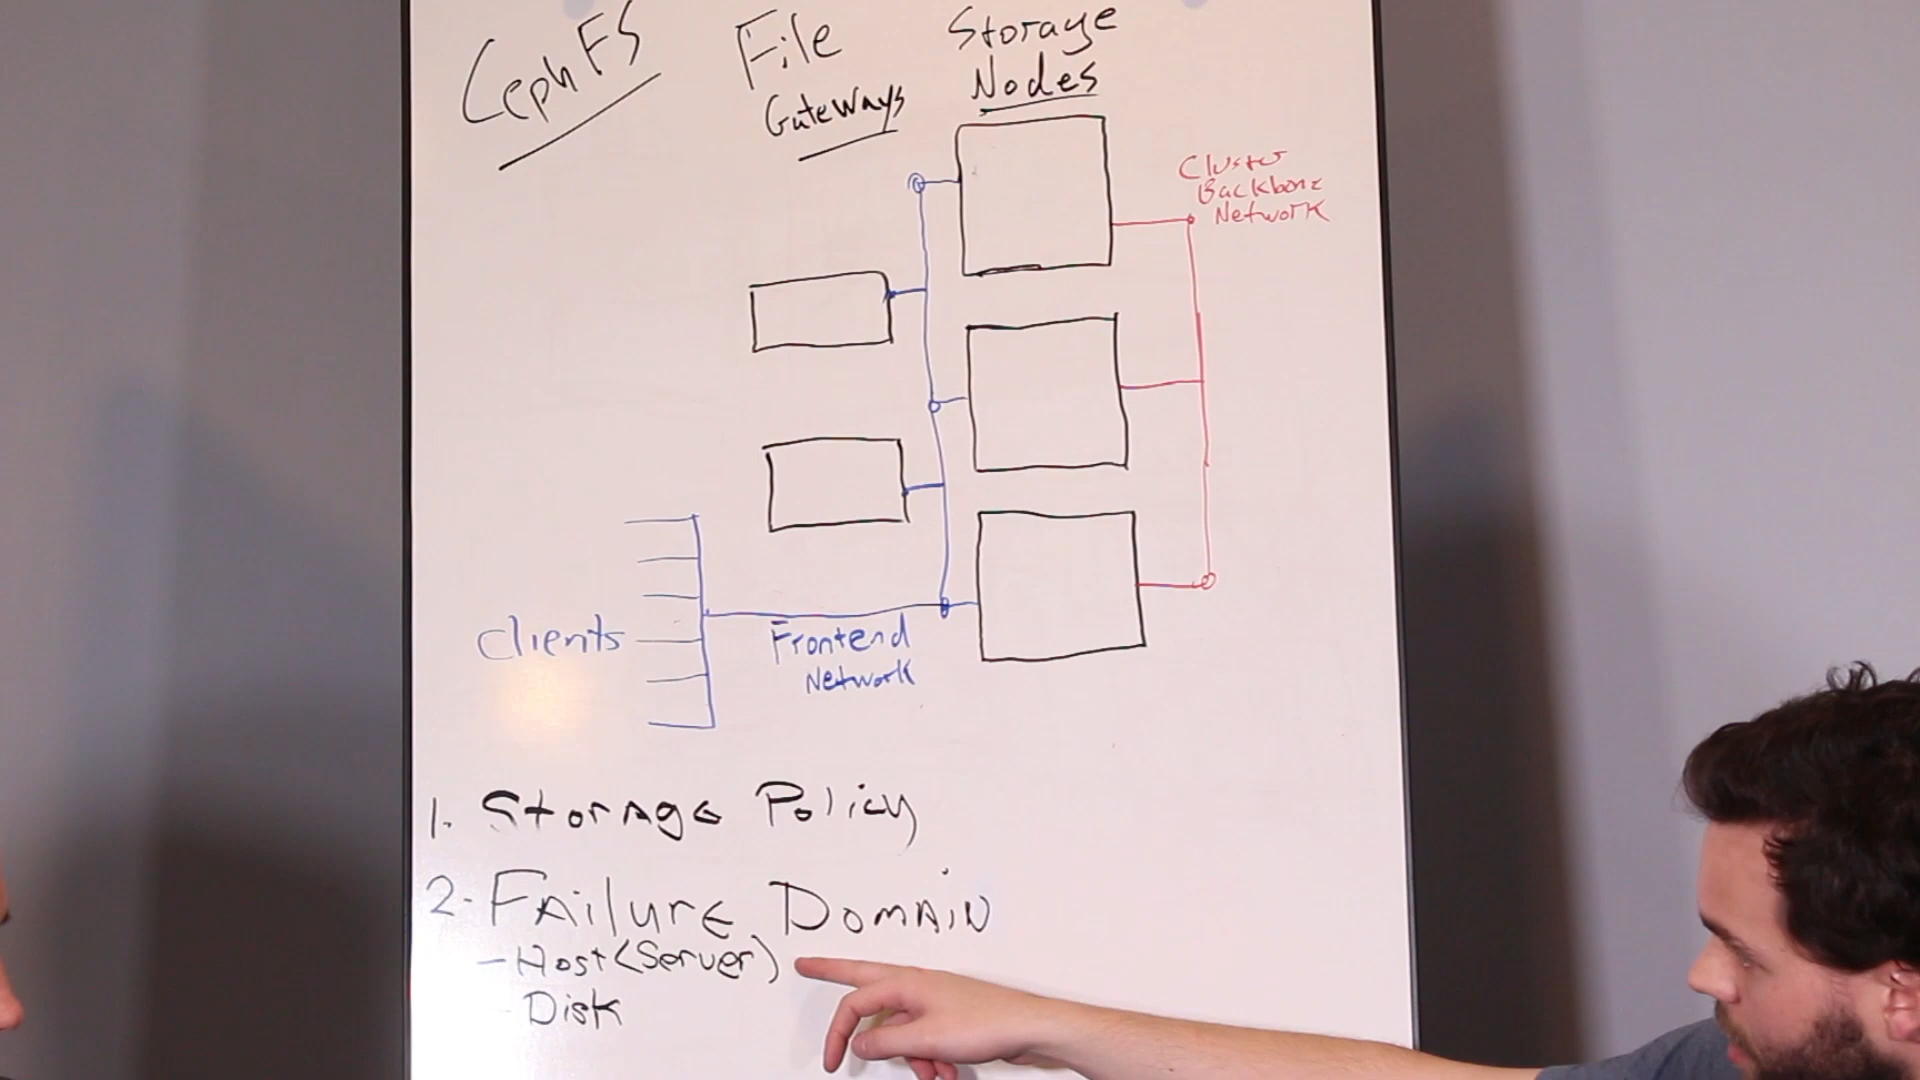 CephFS
File
Gateways
Storage
Nodes
Cluster
Backbone
Network
Clients
Frontend
Network
1. Storage Policy
2. Failure Domain
- Host (Server)
- Disk